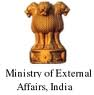 Ministry of External
Affairs, India